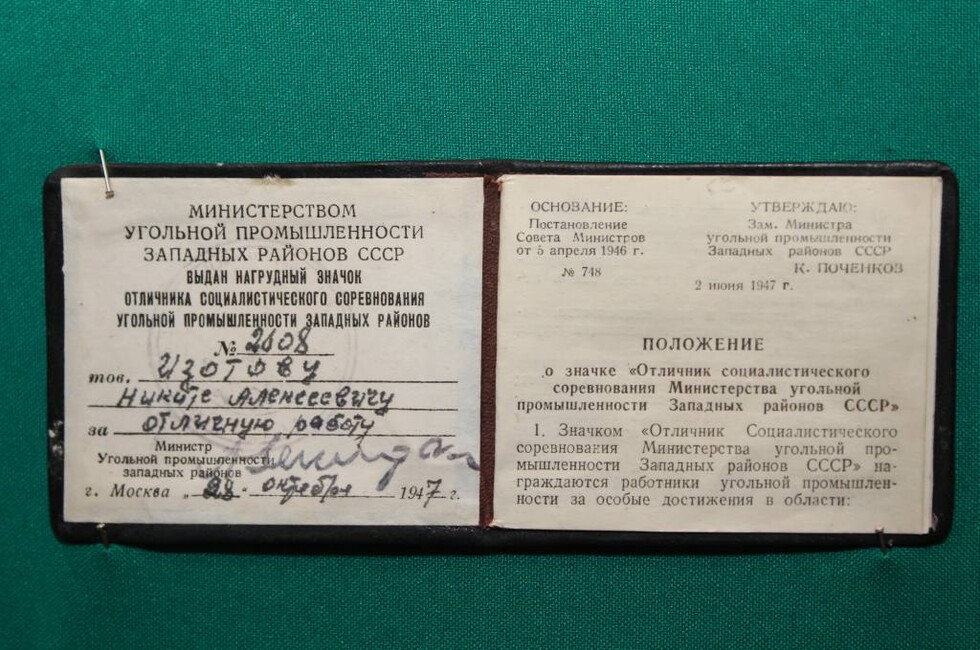 МИНИСТЕРСТВОМ
УГОЛЬНОЙ ПРОМЫШЛЕННОСТИ
ЗАПАДНЫХ РАЙОНОВ СССР
ВЫДАН НАГРУДНЫЙ ЗНАЧОК
ОТЛИЧНИКА СОЦИАЛИСТИЧЕСКОГО СОРЕВНОВАНИЯ
УГОЛЬНОЙ ПРОМЫШЛЕННОСТИ ЗАПАДНЫХ РАЙОНОВ
№ 2608
тов. Изотову
Никите Алексеевичу
за отличную работу
Министр
Угольной промышленности
западных районов
г. Москва „28" октября 1947 г.
ОСНОВАНИЕ:
Постановление
Совета Министров
от 5 апреля 1946 г.
№ 748
УТВЕРЖДАЮ:
Зам. Министра
угольной промышленности
Западных районов СССР
К. ПОЧЕНКОВ
2 июня 1947 г.
ПОЛОЖЕНИЕ
о значке «Отличник социалистического
соревнования Министерства угольной
промышленности Западных районов СССР»
1. Значком «Отличник Социалистического
соревнования Министерства угольной про-
мышленности Западных районов СССР» на-
граждаются работники угольной промышлен-
ности за особые достижения в области: